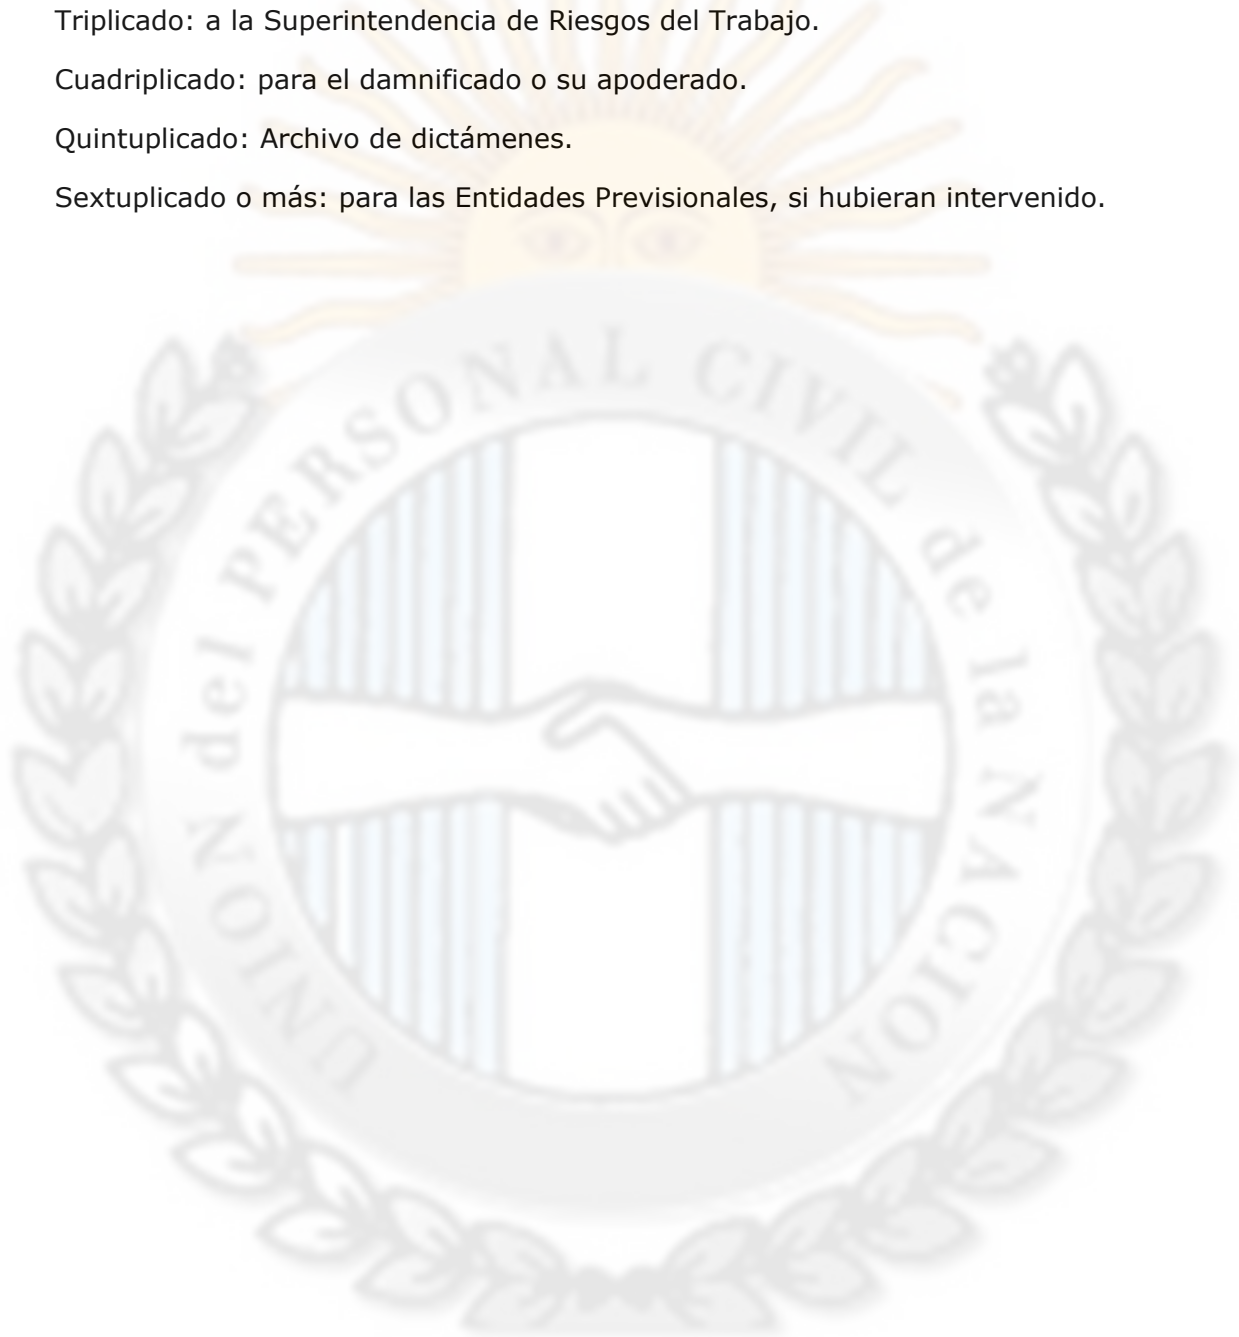 Triplicado: a la Superintendencia de Riesgos del Trabajo.
Cuadriplicado: para el damnificado o su apoderado.
Quintuplicado: Archivo de dictámenes.
Sextuplicado o más: para las Entidades Previsionales, si hubieran intervenido.
UNION del PERSONAL CIVIL de la NACION